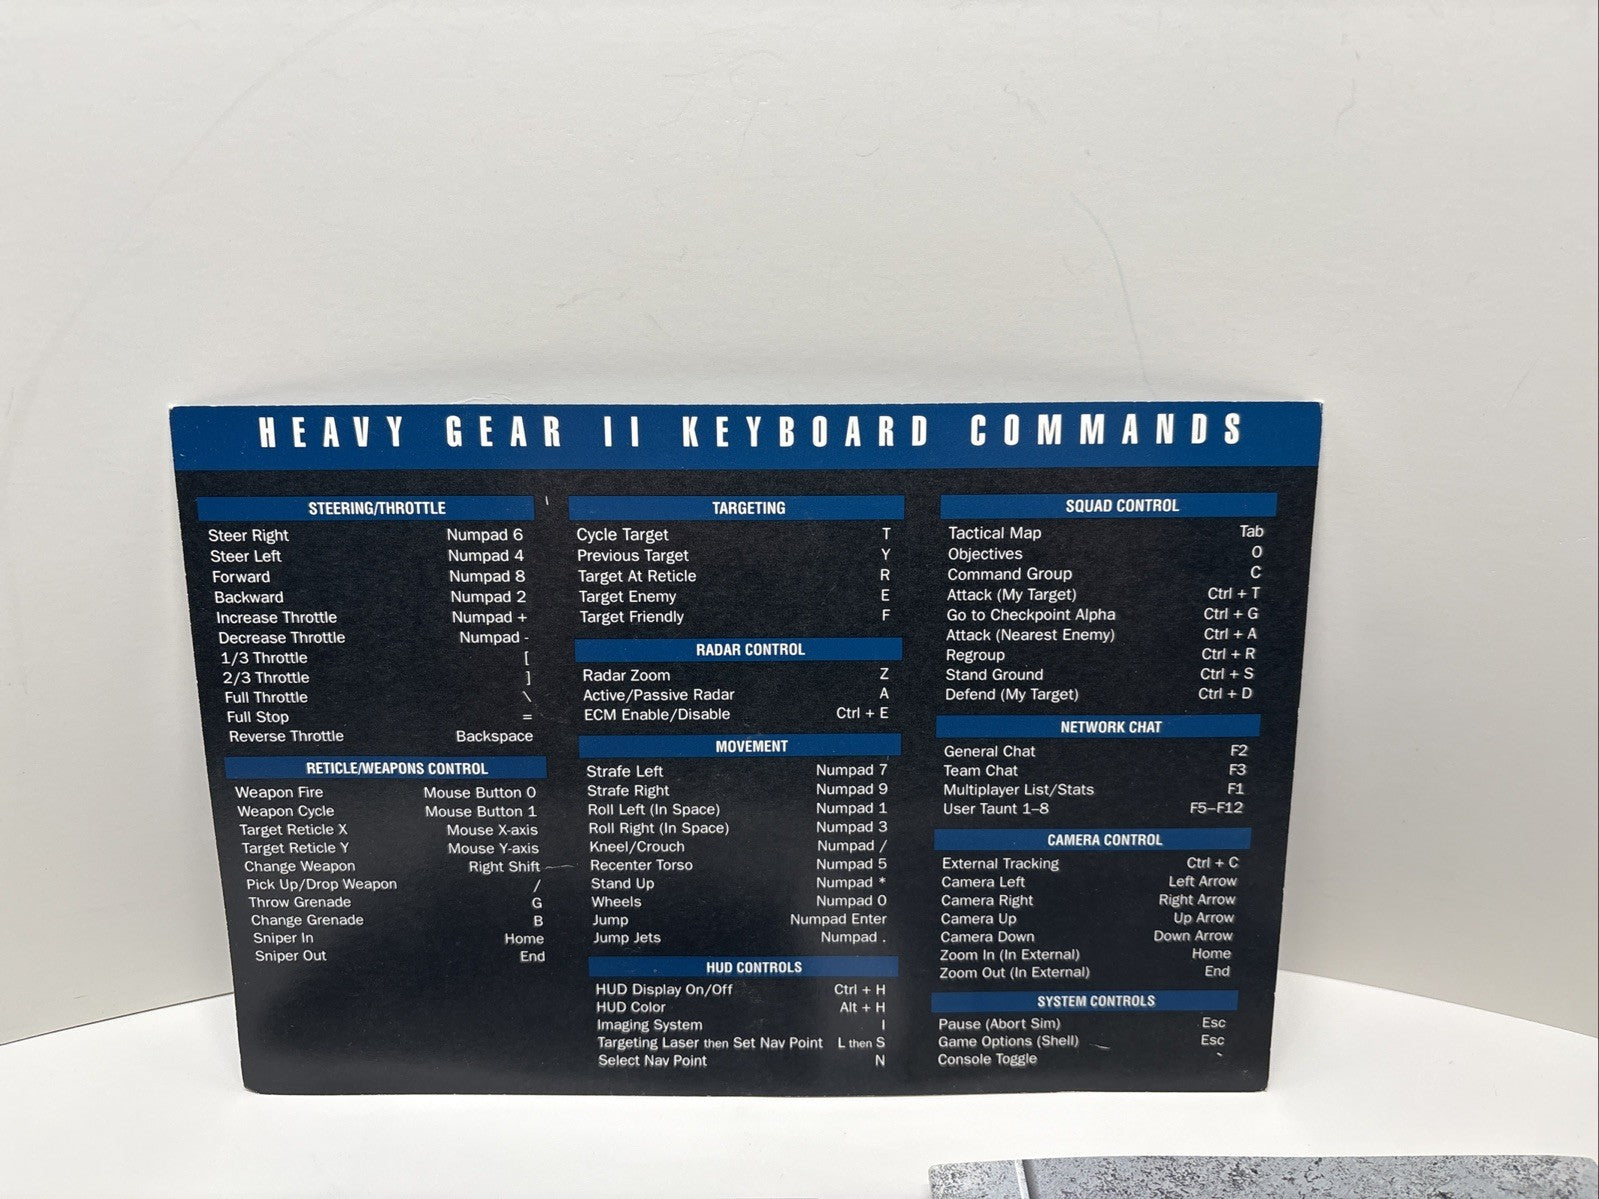 HEAVY GEAR II KEYBOARD COMMANDS
STEERING/THROTTLE
Steer Right Numpad 6
Steer Left Numpad 4
Forward Numpad 8
Backward Numpad 2
Increase Throttle Numpad +
Decrease Throttle Numpad -
1/3 Throttle [
2/3 Throttle ]
Full Throttle \
Full Stop =
Reverse Throttle Backspace
RETICLE/WEAPONS CONTROL
Weapon Fire Mouse Button 0
Weapon Cycle Mouse Button 1
Target Reticle X Mouse X-axis
Target Reticle Y Mouse Y-axis
Change Weapon Right Shift
Pick Up/Drop Weapon /
Throw Grenade G
Change Grenade B
Sniper In Home
Sniper Out End
TARGETING
Cycle Target T
Previous Target Y
Target At Reticle R
Target Enemy E
Target Friendly F
RADAR CONTROL
Radar Zoom Z
Active/Passive Radar A
ECM Enable/Disable Ctrl + E
MOVEMENT
Strafe Left Numpad 7
Strafe Right Numpad 9
Roll Left (In Space) Numpad 1
Roll Right (In Space) Numpad 3
Kneel/Crouch Numpad /
Recenter Torso Numpad 5
Stand Up Numpad *
Wheels Numpad 0
Jump Numpad Enter
Jump Jets Numpad .
HUD CONTROLS
HUD Display On/Off Ctrl + H
HUD Color Alt + H
Imaging System I
Targeting Laser then Set Nav Point L then S
Select Nav Point N
SQUAD CONTROL
Tactical Map Tab
Objectives O
Command Group C
Attack (My Target) Ctrl + T
Go to Checkpoint Alpha Ctrl + G
Attack (Nearest Enemy) Ctrl + A
Regroup Ctrl + R
Stand Ground Ctrl + S
Defend (My Target) Ctrl + D
NETWORK CHAT
General Chat F2
Team Chat F3
Multiplayer List/Stats F1
User Taunt 1–8 F5–F12
CAMERA CONTROL
External Tracking Ctrl + C
Camera Left Left Arrow
Camera Right Right Arrow
Camera Up Up Arrow
Camera Down Down Arrow
Zoom In (In External) Home
Zoom Out (In External) End
SYSTEM CONTROLS
Pause (Abort Sim) Esc
Game Options (Shell) Esc
Console Toggle `